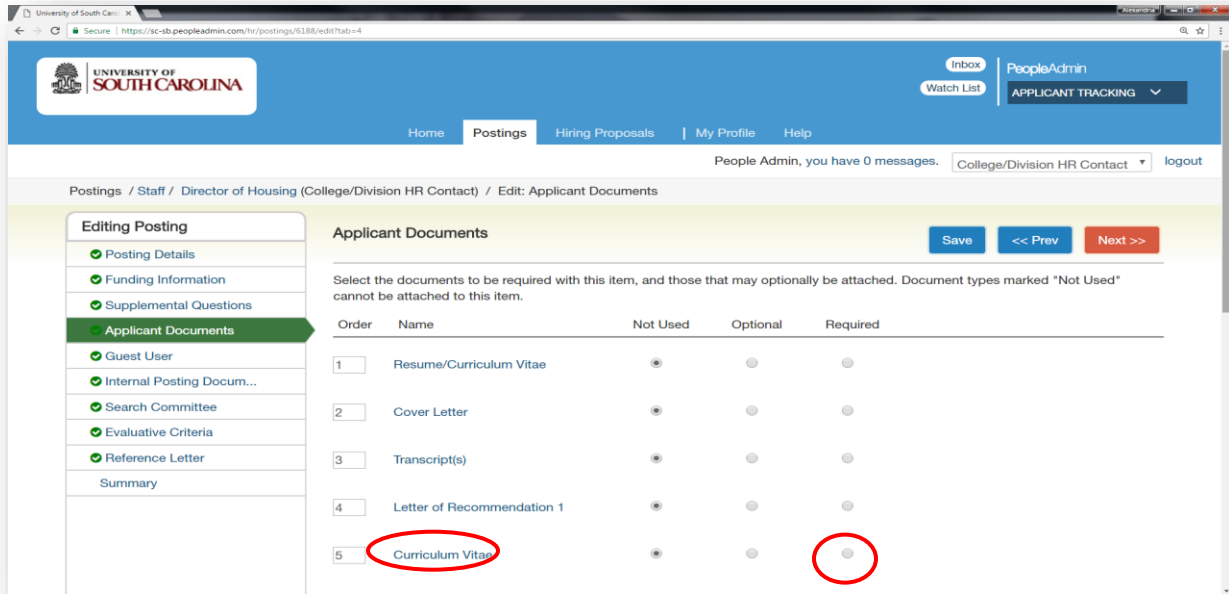 University of South Caro
Alexandria
Secure | https://sc-sb.peopleadmin.com/hr/postings/6188/edit?tab=4
UNIVERSITY OF
SOUTH CAROLINA
Inbox
Watch List
PeopleAdmin
APPLICANT TRACKING
Home Postings Hiring Proposals | My Profile Help
People Admin, you have 0 messages. College/Division HR Contact logout
Postings / Staff / Director of Housing (College/Division HR Contact) / Edit: Applicant Documents
Editing Posting
Posting Details
Funding Information
Supplemental Questions
Applicant Documents
Guest User
Internal Posting Docum...
Search Committee
Evaluative Criteria
Reference Letter
Summary
Applicant Documents
Save << Prev Next >>
Select the documents to be required with this item, and those that may optionally be attached. Document types marked "Not Used"
cannot be attached to this item.
Order Name Not Used Optional Required
1 Resume/Curriculum Vitae
2 Cover Letter
3 Transcript(s)
4 Letter of Recommendation 1
5 Curriculum Vitae